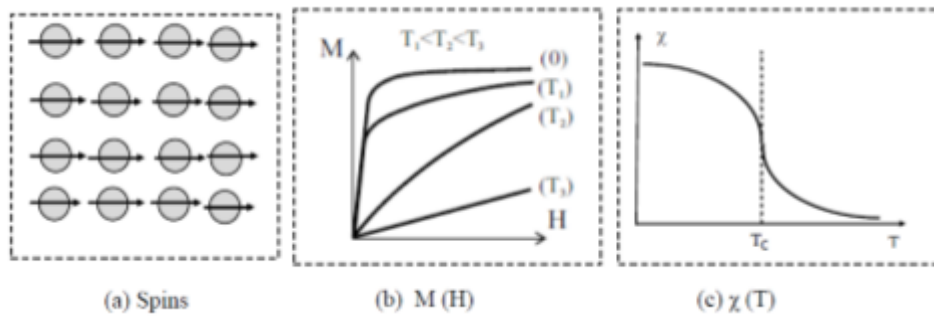 M
T₁<T₂<T₃
(0)
(T₁)
(T₂)
(T₃)
H
χ
T_C
T
(a) Spins
(b) M (H)
(c) χ (T)